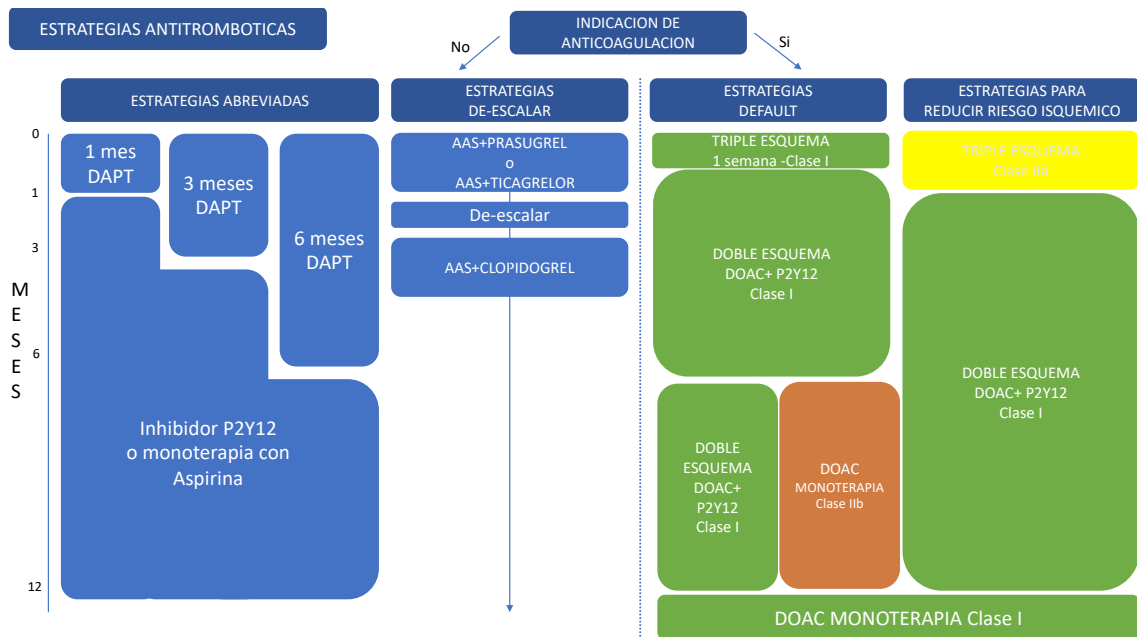 ESTRATEGIAS ANTITROMBOTICAS
INDICACION DE
ANTICOAGULACION
No
Si
ESTRATEGIAS ABREVIADAS
ESTRATEGIAS
DE-ESCALAR
ESTRATEGIAS
DEFAULT
ESTRATEGIAS PARA
REDUCIR RIESGO ISQUEMICO
MESES
0
1
3
6
12
1 mes
DAPT
3 meses
DAPT
6 meses
DAPT
Inhibidor P2Y12
o monoterapia con
Aspirina
AAS+PRASUGREL
o
AAS+TICAGRELOR
De-escalar
AAS+CLOPIDOGREL
TRIPLE ESQUEMA
1 semana -Clase I
DOBLE ESQUEMA
DOAC+ P2Y12
Clase I
DOBLE
ESQUEMA
DOAC+
P2Y12
Clase I
DOAC
MONOTERAPIA
Clase IIb
TRIPLE ESQUEMA
Clase IIa
DOBLE ESQUEMA
DOAC+ P2Y12
Clase I
DOAC MONOTERAPIA Clase I